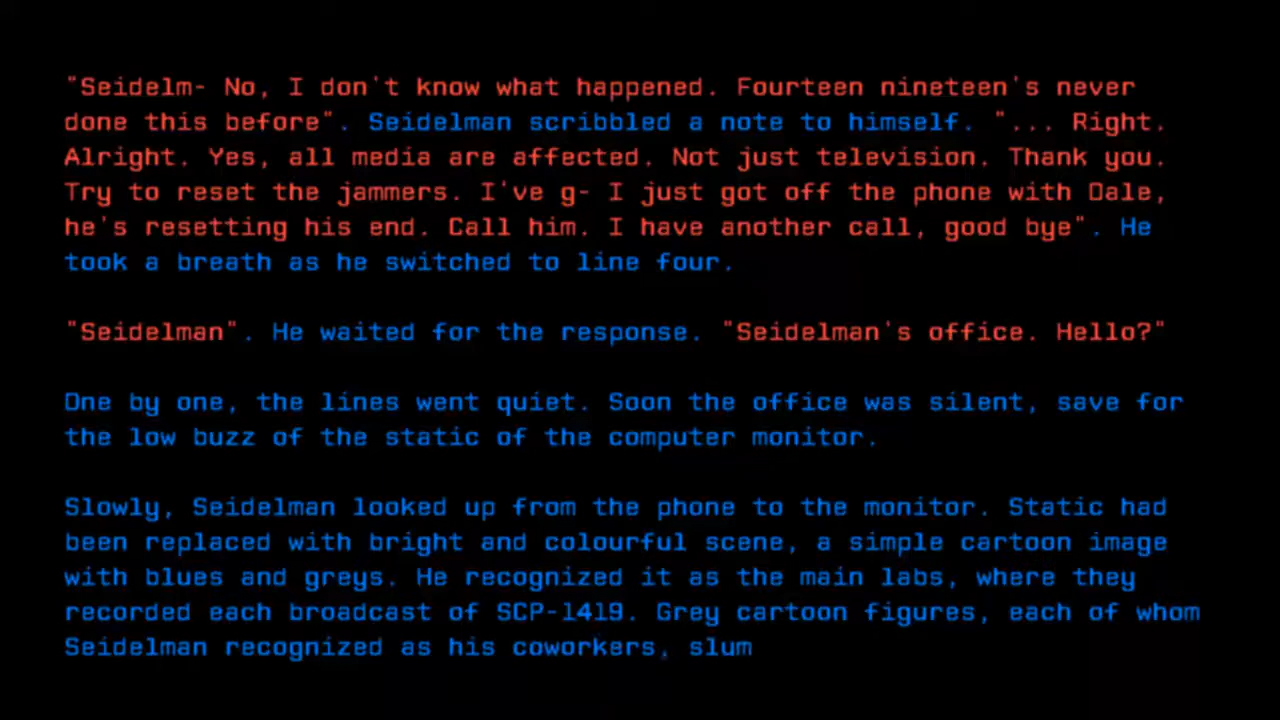 "Seidelm- No, I don't know what happened. Fourteen nineteen's never
done this before". Seidelman scribbled a note to himself. "... Right.
Alright. Yes, all media are affected. Not just television. Thank you.
Try to reset the jammers. I've g- I just got off the phone with Dale,
he's resetting his end. Call him. I have another call, good bye". He
took a breath as he switched to line four.
"Seidelman". He waited for the response. "Seidelman's office. Hello?"
One by one, the lines went quiet. Soon the office was silent, save for
the low buzz of the static of the computer monitor.
Slowly, Seidelman looked up from the phone to the monitor. Static had
been replaced with bright and colourful scene, a simple cartoon image
with blues and greys. He recognized it as the main labs, where they
recorded each broadcast of SCP-1419. Grey cartoon figures, each of whom
Seidelman recognized as his coworkers, slum